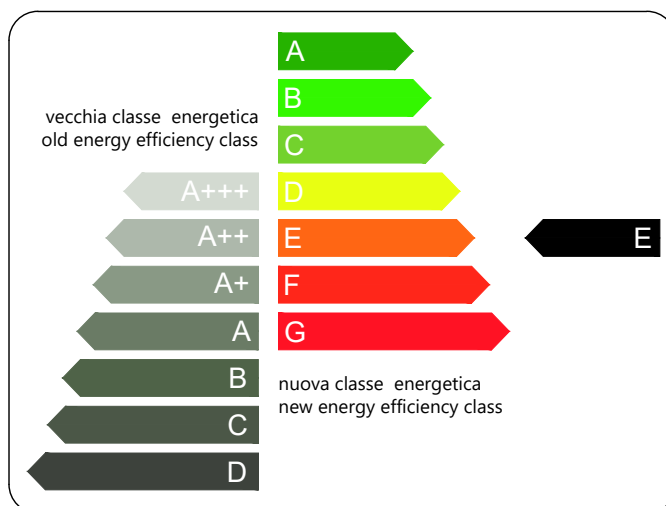 A
B
C
D
E
F
G
vecchia classe  energetica
old energy efficiency class
A+++
A++
A+
A
B
C
D
E
nuova classe  energetica
new energy efficiency class